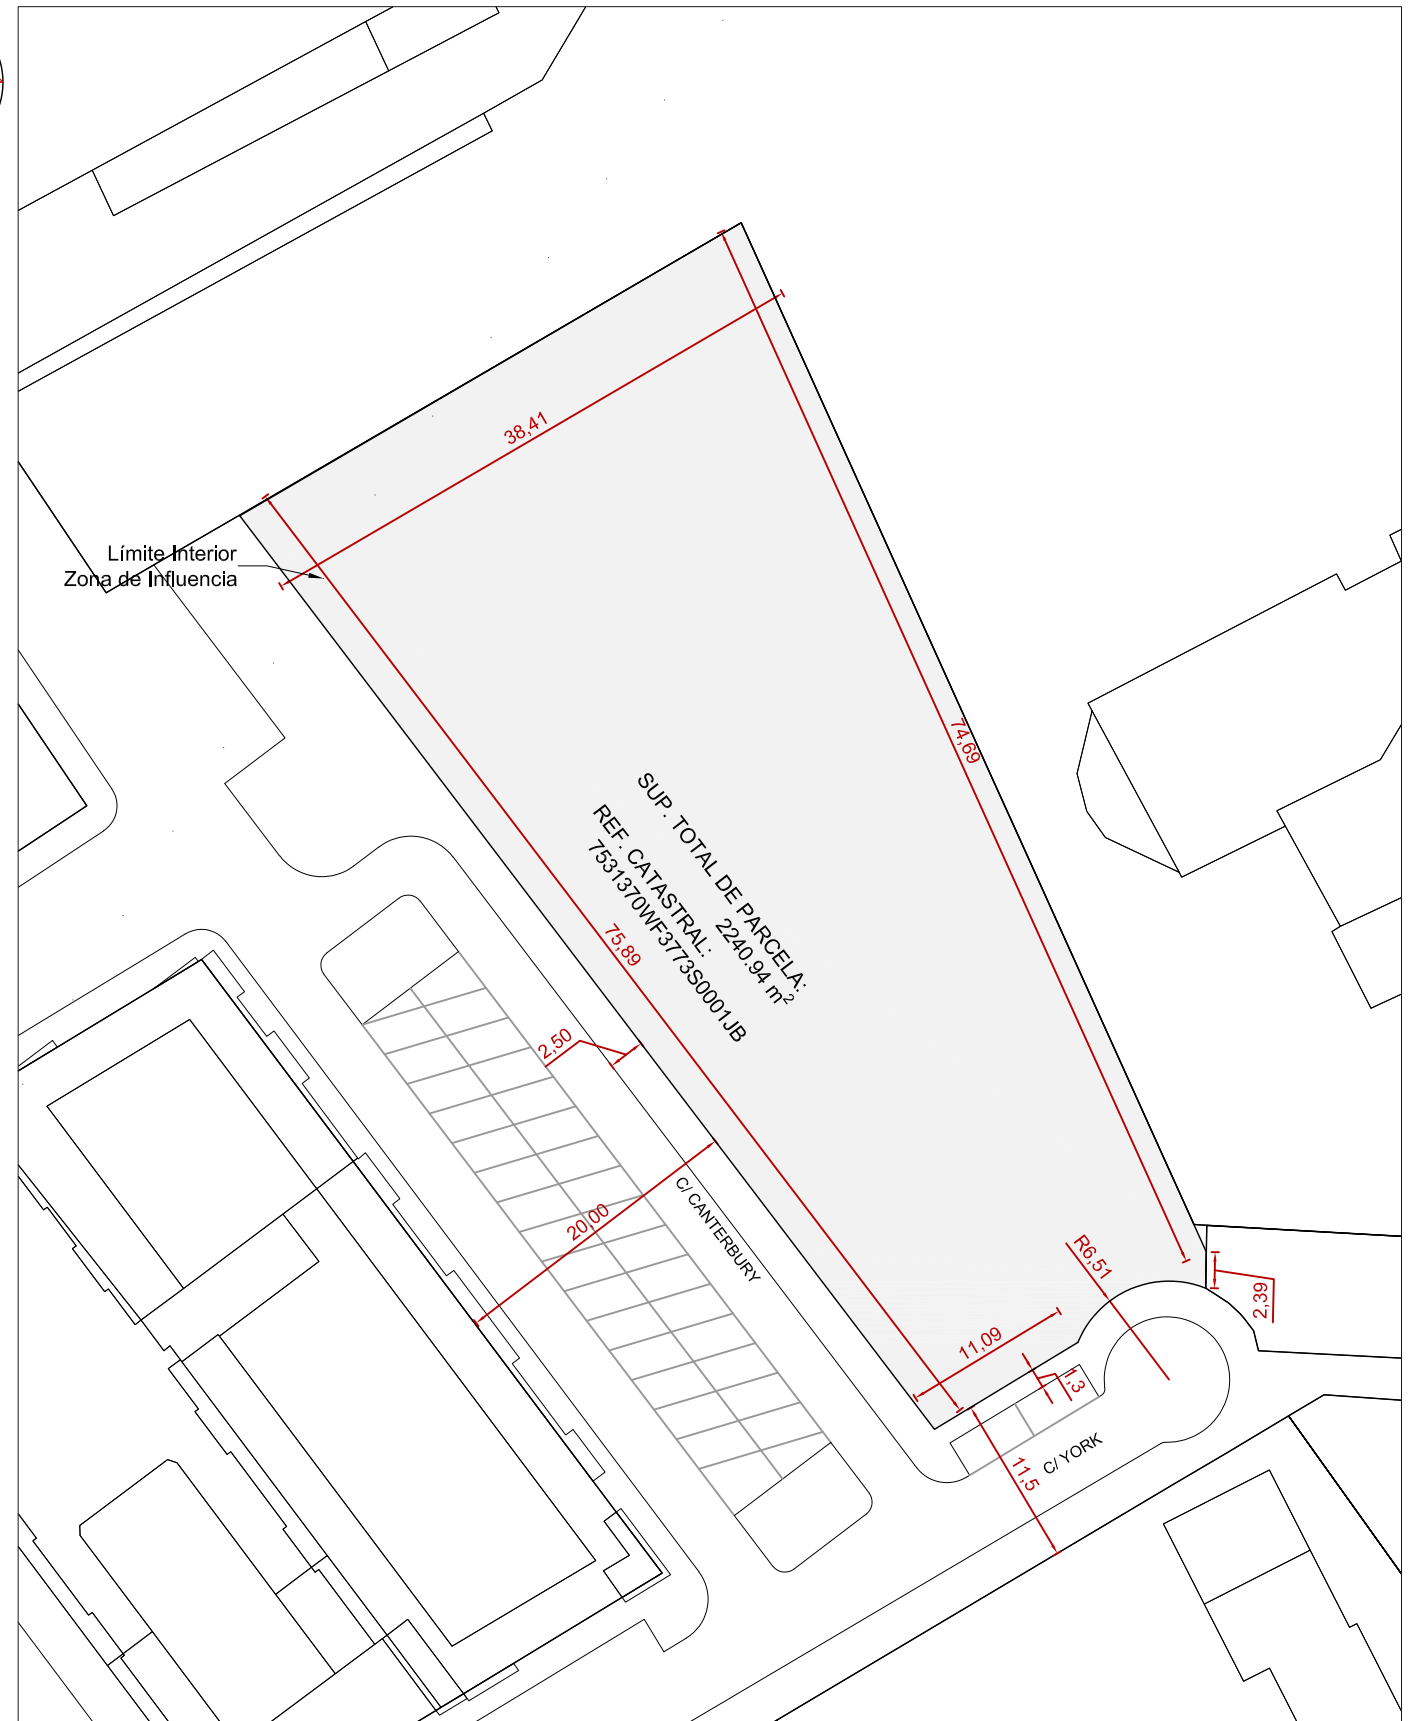 38,41
Límite Interior
Zona de Influencia
74,69
SUP. TOTAL DE PARCELA:
2240.94 m²
REF. CATASTRAL:
7531370WF3773S0001JB
75,89
2,50
20,00
C/ CANTERBURY
R6,51
2,39
11,09
1,3
11,5
C/ YORK